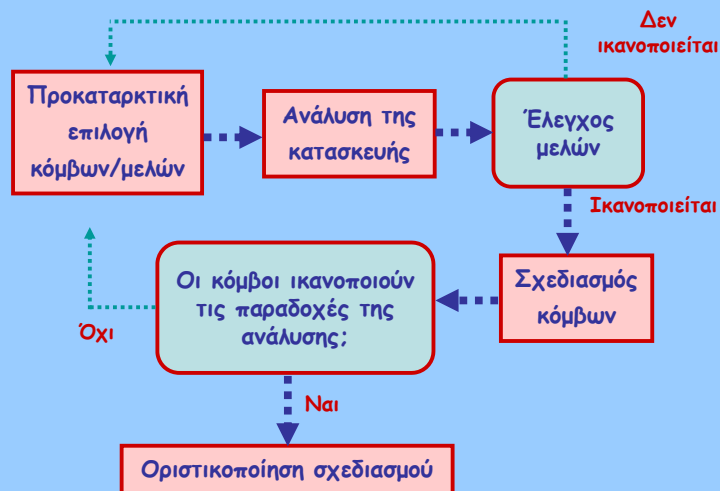 Δεν
ικανοποιείται
Προκαταρκτική
επιλογή
κόμβων/μελών
Ανάλυση της
κατασκευής
Έλεγχος
μελών
Ικανοποιείται
Οι κόμβοι ικανοποιούν
τις παραδοχές της
ανάλυσης;
Σχεδιασμός
κόμβων
Όχι
Ναι
Οριστικοποίηση σχεδιασμού